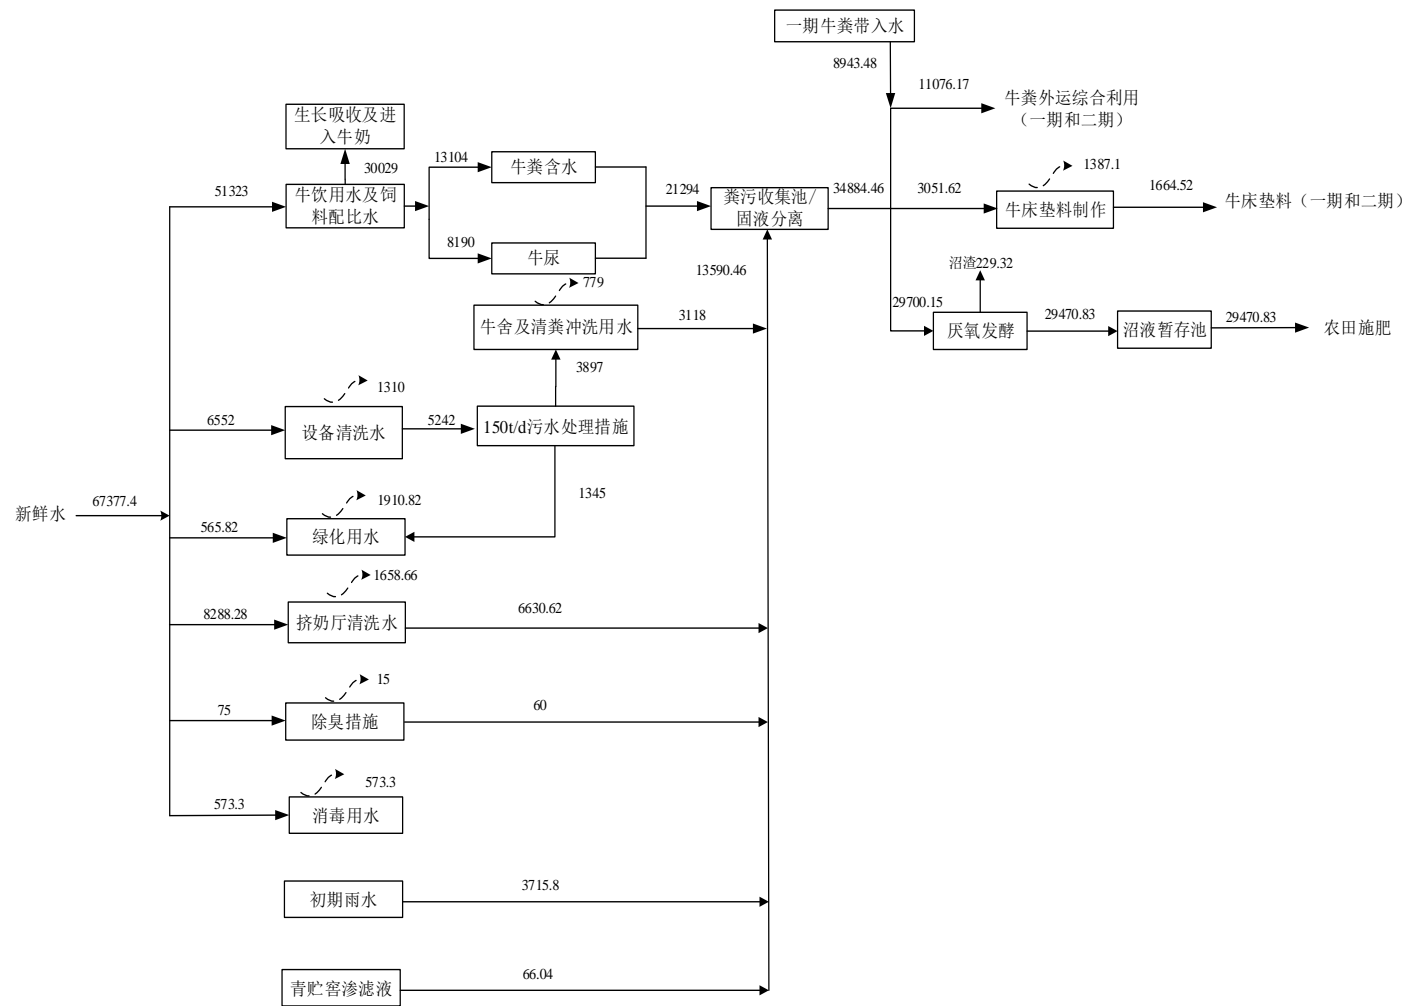 一期牛粪带入水
8943.48
11076.17
牛粪外运综合利用
（一期和二期）
生长吸收及进
入牛奶
30029
13104
牛粪含水
51323
牛饮用水及饲
料配比水
21294
粪污收集池/
固液分离
34884.46
3051.62
1387.1
牛床垫料制作
1664.52
牛床垫料（一期和二期）
8190
牛尿
13590.46
779
牛舍及清粪冲洗用水
3118
沼渣229.32
29700.15
厌氧发酵
29470.83
沼液暂存池
29470.83
农田施肥
3897
1310
6552
设备清洗水
5242
150t/d污水处理措施
1345
新鲜水
67377.4
1910.82
565.82
绿化用水
1658.66
8288.28
挤奶厅清洗水
6630.62
15
75
除臭措施
60
573.3
573.3
消毒用水
初期雨水
3715.8
青贮窖渗滤液
66.04